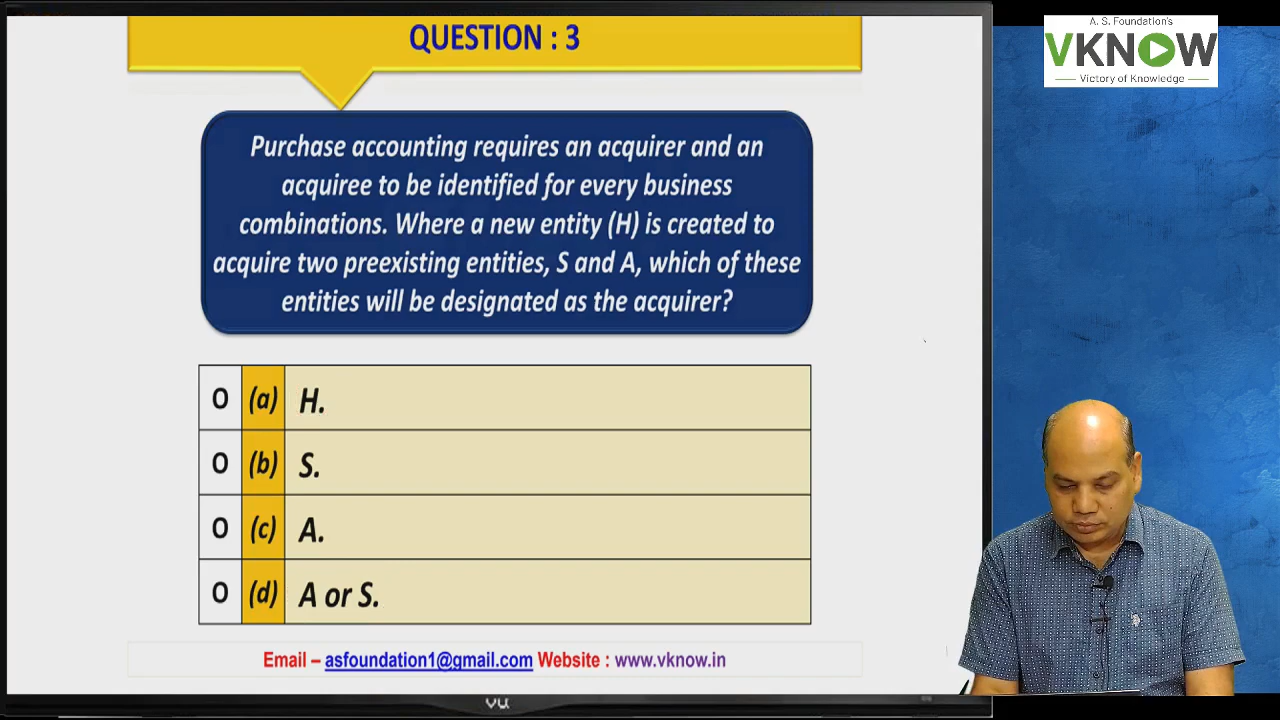 QUESTION : 3
A. S. Foundation's
VKNOW
Victory of Knowledge
Purchase accounting requires an acquirer and an
acquiree to be identified for every business
combinations. Where a new entity (H) is created to
acquire two preexisting entities, S and A, which of these
entities will be designated as the acquirer?
O (a) H.
O (b) S.
O (c) A.
O (d) A or S.
Email – asfoundation1@gmail.com Website : www.vknow.in
vu